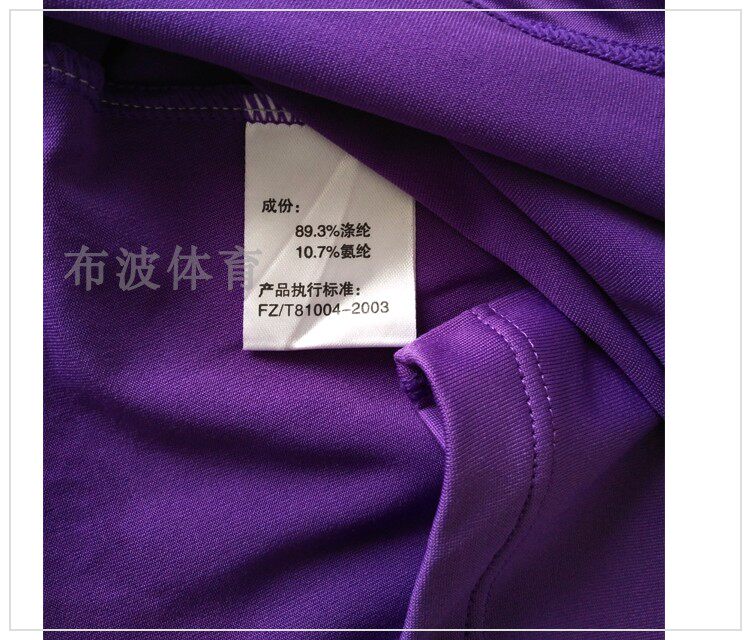 成份：
89.3%涤纶
10.7%氨纶
布波体育
产品执行标准：
FZ/T81004-2003